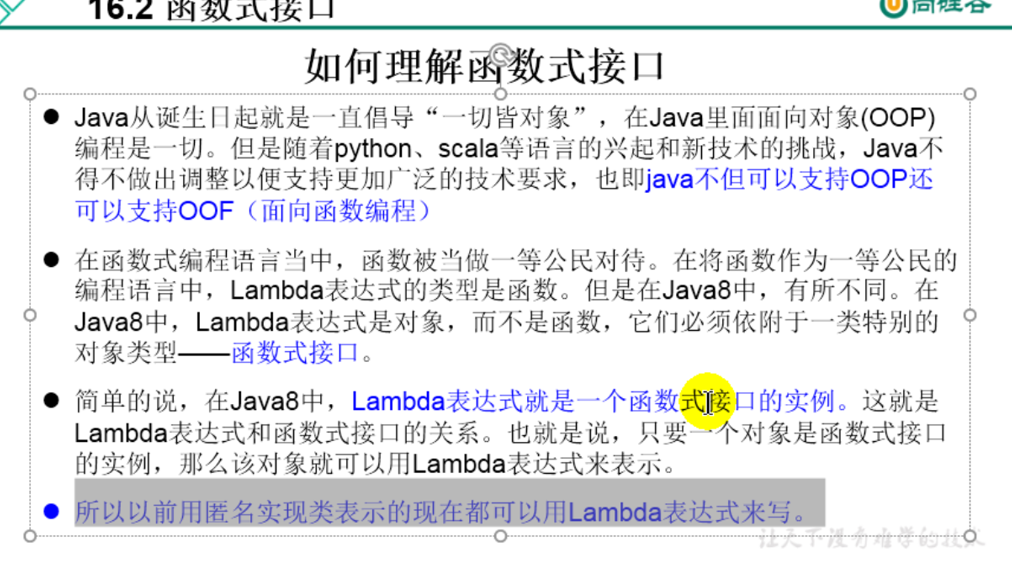 16.2 函数式接口
尚硅谷
如何理解函数式接口
● Java从诞生日起就是一直倡导“一切皆对象”，在Java里面面向对象(OOP)
编程是一切。但是随着python、scala等语言的兴起和新技术的挑战，Java不
得不做出调整以便支持更加广泛的技术要求，也即java不但可以支持OOP还
可以支持OOF（面向函数编程）
● 在函数式编程语言当中，函数被当做一等公民对待。在将函数作为一等公民的
编程语言中，Lambda表达式的类型是函数。但是在Java8中，有所不同。在
Java8中，Lambda表达式是对象，而不是函数，它们必须依附于一类特别的
对象类型——函数式接口。
● 简单的说，在Java8中，Lambda表达式就是一个函数式接口的实例。这就是
Lambda表达式和函数式接口的关系。也就是说，只要一个对象是函数式接口
的实例，那么该对象就可以用Lambda表达式来表示。
● 所以以前用匿名实现类表示的现在都可以用Lambda表达式来写。
让天下没有难学的技术